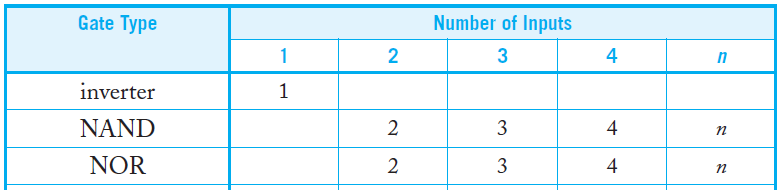 Gate Type Number of Inputs
1 2 3 4 n
inverter 1
NAND 2 3 4 n
NOR 2 3 4 n